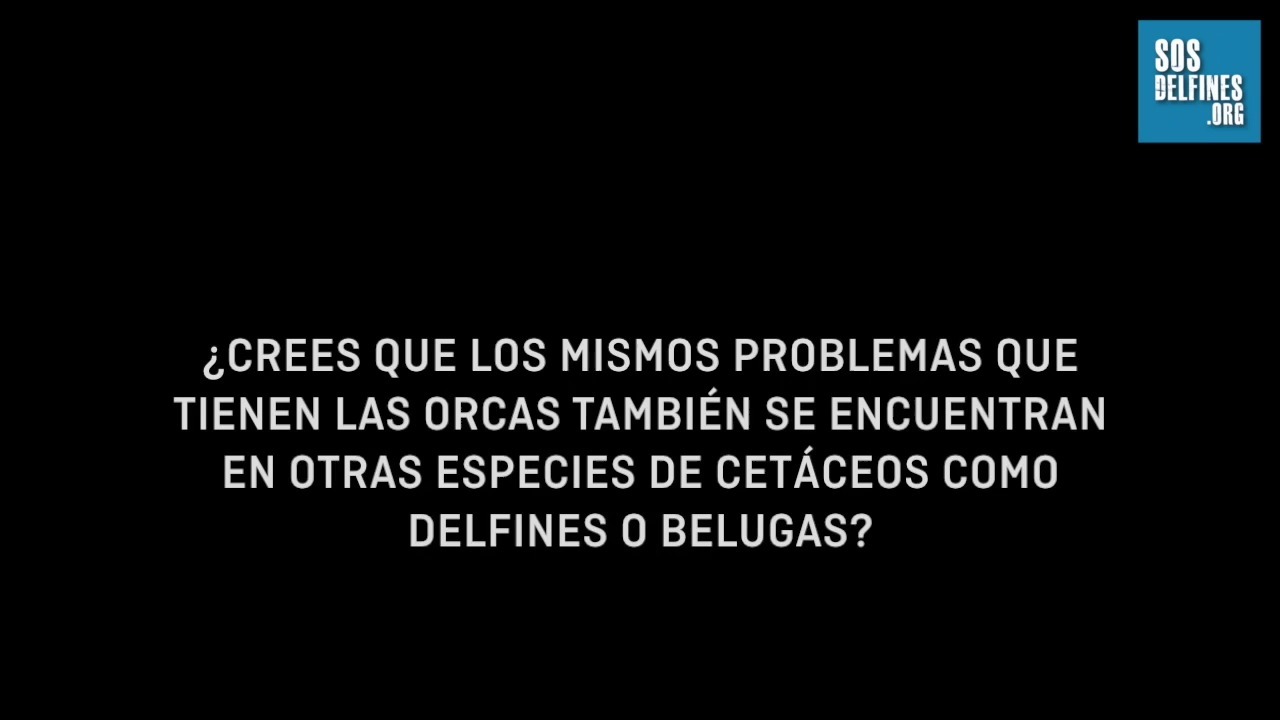 SOS
DELFINES
.ORG
¿CREES QUE LOS MISMOS PROBLEMAS QUE
TIENEN LAS ORCAS TAMBIÉN SE ENCUENTRAN
EN OTRAS ESPECIES DE CETÁCEOS COMO
DELFINES O BELUGAS?